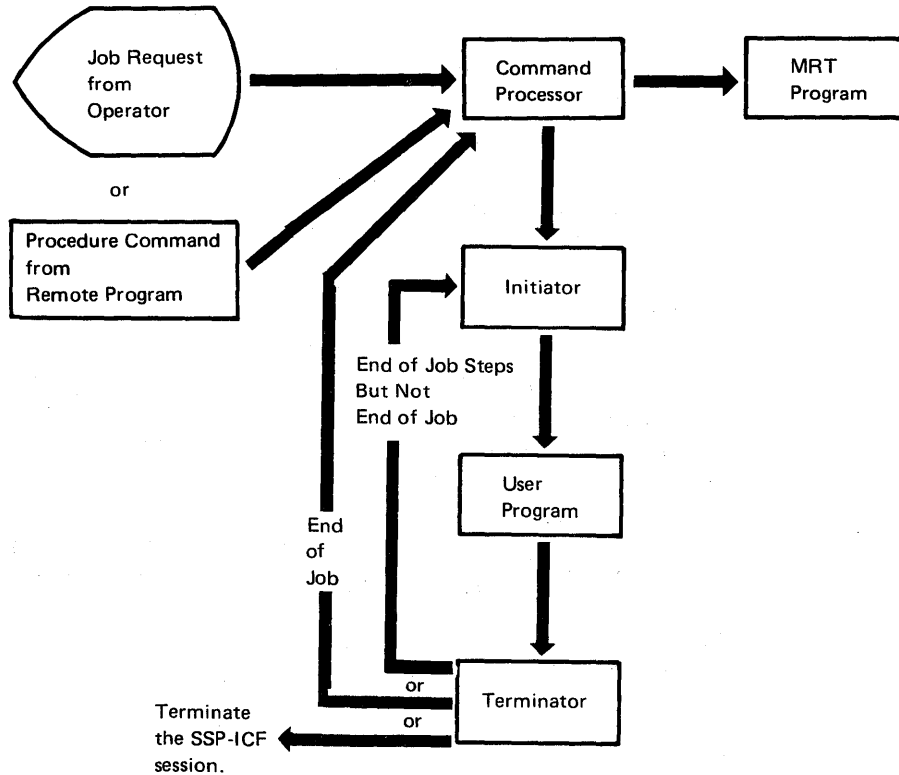 Job Request
from
Operator
or
Procedure Command
from
Remote Program
Command
Processor
MRT
Program
Initiator
End of Job Steps
But Not
End of Job
User
Program
End
of
Job
Terminator
or
or
Terminate
the SSP-ICF
session.